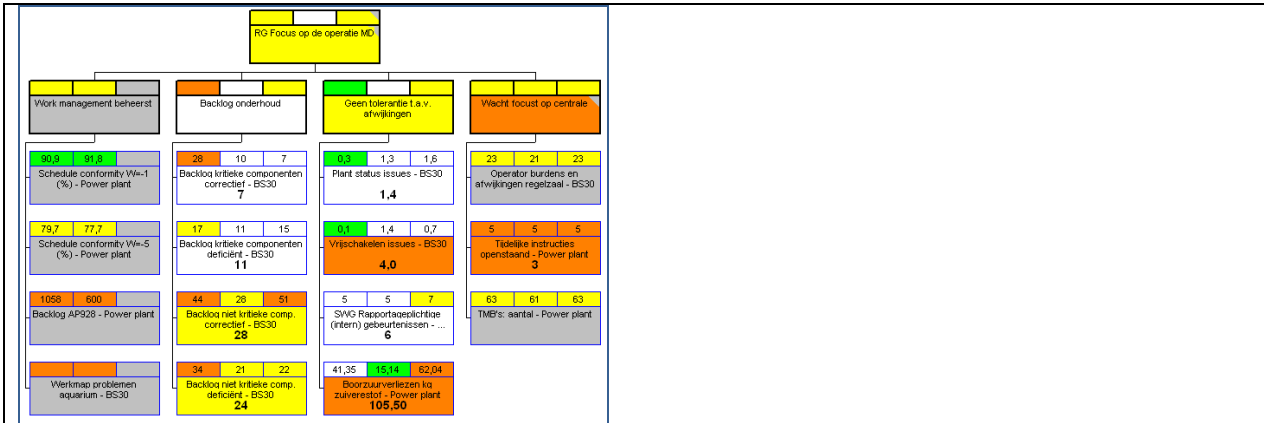 RG Focus op de operatie MD
Work management beheerst
Backlog onderhoud
Geen tolerantie t.a.v.
afwijkingen
Wacht focust op centrale
90,9 91,8
Schedule conformity W=-1
(%) - Power plant
28 10 7
Backlog kritieke componenten
correctief - BS30
7
0,3 1,3 1,6
Plant status issues - BS30
1,4
23 21 23
Operator burdens en
afwijkingen regelzaal - BS30
79,7 77,7
Schedule conformity W=-5
(%) - Power plant
17 11 15
Backlog kritieke componenten
deficiënt - BS30
11
0,1 1,4 0,7
Vrijschakelen issues - BS30
4,0
5 5 5
Tijdelijke instructies
openstaand - Power plant
3
1058 600
Backlog AP928 - Power plant
44 28 51
Backlog niet kritieke comp.
correctief - BS30
28
5 5 7
SWG Rapportageplichtige
(intern) gebeurtenissen - ...
6
63 61 63
TMB's: aantal - Power plant
Werkmap problemen
aquarium - BS30
34 21 22
Backlog niet kritieke comp.
deficiënt - BS30
24
41,35 15,14 62,04
Boorzuurverliezen kg
zuiverestof - Power plant
105,50